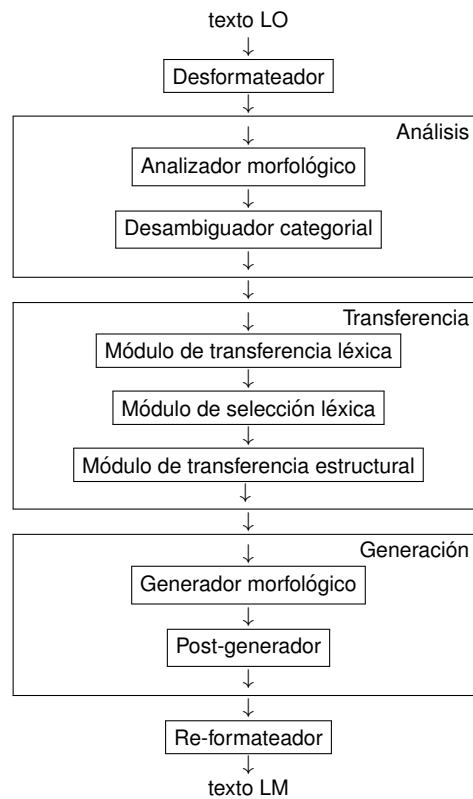 texto LO
Desformateador
Análisis
Analizador morfológico
Desambiguador categorial
Transferencia
Módulo de transferencia léxica
Módulo de selección léxica
Módulo de transferencia estructural
Generación
Generador morfológico
Post-generador
Re-formateador
texto LM